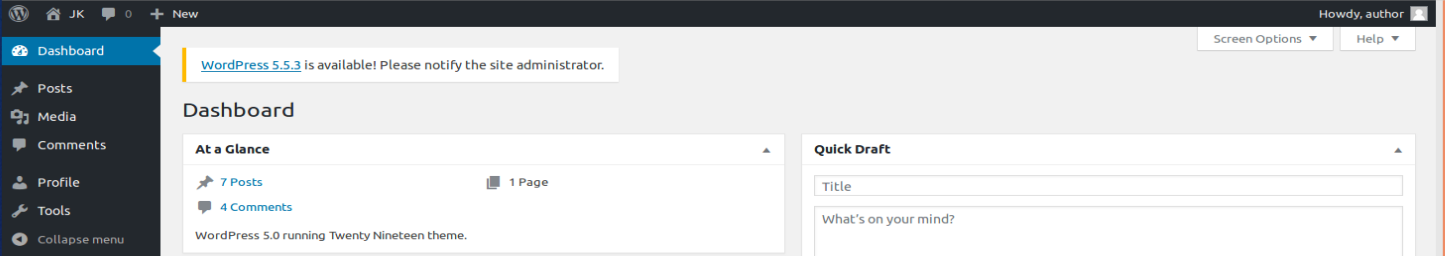 JK 0 New Howdy, author
Screen Options Help
Dashboard
Posts
Media
Comments
Profile
Tools
Collapse menu
WordPress 5.5.3 is available! Please notify the site administrator.
Dashboard
At a Glance
7 Posts 1 Page
4 Comments
WordPress 5.0 running Twenty Nineteen theme.
Quick Draft
Title
What's on your mind?